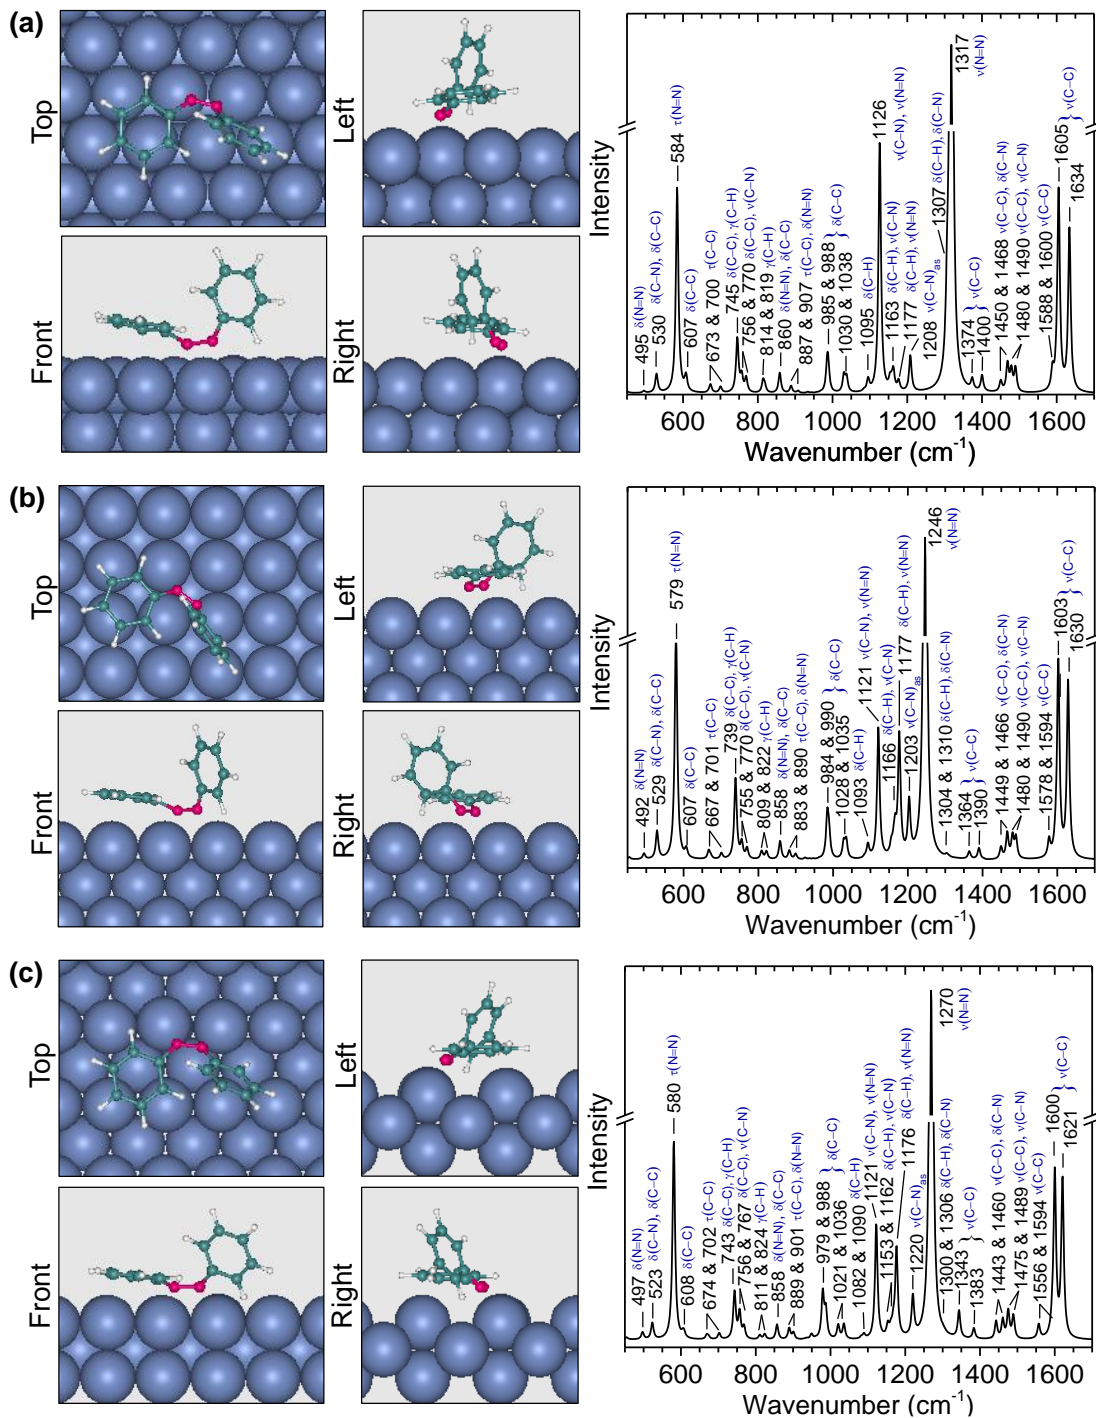 (a)
Top
Left
Front
Right
Intensity
495 δ(N=N)
530 δ(C−N), δ(C−C)
584 τ(N=N)
607 δ(C−C)
673 & 700 τ(C−C)
745 δ(C−C), γ(C−H)
756 & 770 δ(C−C), ν(C−N)
814 & 819 γ(C−H)
860 δ(N=N), δ(C−C)
887 & 907 τ(C−C), δ(N=N)
985 & 988
1030 & 1038 } δ(C−C)
1095 δ(C−H)
1126 ν(C−N), ν(N=N)
1163 δ(C−H), ν(C−N)
1177 δ(C−H), ν(N=N)
1208 ν(C−N)as
1307 δ(C−H), δ(C−N)
1317 ν(N=N)
1374
1400 } ν(C−C)
1450 & 1468 ν(C−C), δ(C−N)
1480 & 1490 ν(C−C), ν(C−N)
1588 & 1600 ν(C−C)
1605
1634 } ν(C−C)
600 800 1000 1200 1400 1600
Wavenumber (cm-1)
(b)
Top
Left
Front
Right
Intensity
492 δ(N=N)
529 δ(C−N), δ(C−C)
579 τ(N=N)
607 δ(C−C)
667 & 701 τ(C−C)
739 δ(C−C), γ(C−H)
755 & 770 δ(C−C), ν(C−N)
809 & 822 γ(C−H)
858 δ(N=N), δ(C−C)
883 & 890 τ(C−C), δ(N=N)
984 & 990
1028 & 1035 } δ(C−C)
1093 δ(C−H)
1121 ν(C−N), ν(N=N)
1166 δ(C−H), ν(C−N)
1177 δ(C−H), ν(N=N)
1203 ν(C−N)as
1246 ν(N=N)
1304 & 1310 δ(C−H), δ(C−N)
1364
1390 } ν(C−C)
1449 & 1466 ν(C−C), δ(C−N)
1480 & 1490 ν(C−C), ν(C−N)
1578 & 1594 ν(C−C)
1603
1630 } ν(C−C)
600 800 1000 1200 1400 1600
Wavenumber (cm-1)
(c)
Top
Left
Front
Right
Intensity
497 δ(N=N)
523 δ(C−N), δ(C−C)
580 τ(N=N)
608 δ(C−C)
674 & 702 τ(C−C)
743 δ(C−C), γ(C−H)
756 & 767 δ(C−C), ν(C−N)
811 & 824 γ(C−H)
858 δ(N=N), δ(C−C)
889 & 901 τ(C−C), δ(N=N)
979 & 988
1021 & 1036 } δ(C−C)
1082 & 1090 δ(C−H)
1121 ν(C−N), ν(N=N)
1153 & 1162 δ(C−H), ν(C−N)
1176 δ(C−H), ν(N=N)
1220 ν(C−N)as
1270 ν(N=N)
1300 & 1306 δ(C−H), δ(C−N)
1343
1383 } ν(C−C)
1443 & 1460 ν(C−C), δ(C−N)
1475 & 1489 ν(C−C), ν(C−N)
1556 & 1594 ν(C−C)
1600
1621 } ν(C−C)
600 800 1000 1200 1400 1600
Wavenumber (cm-1)